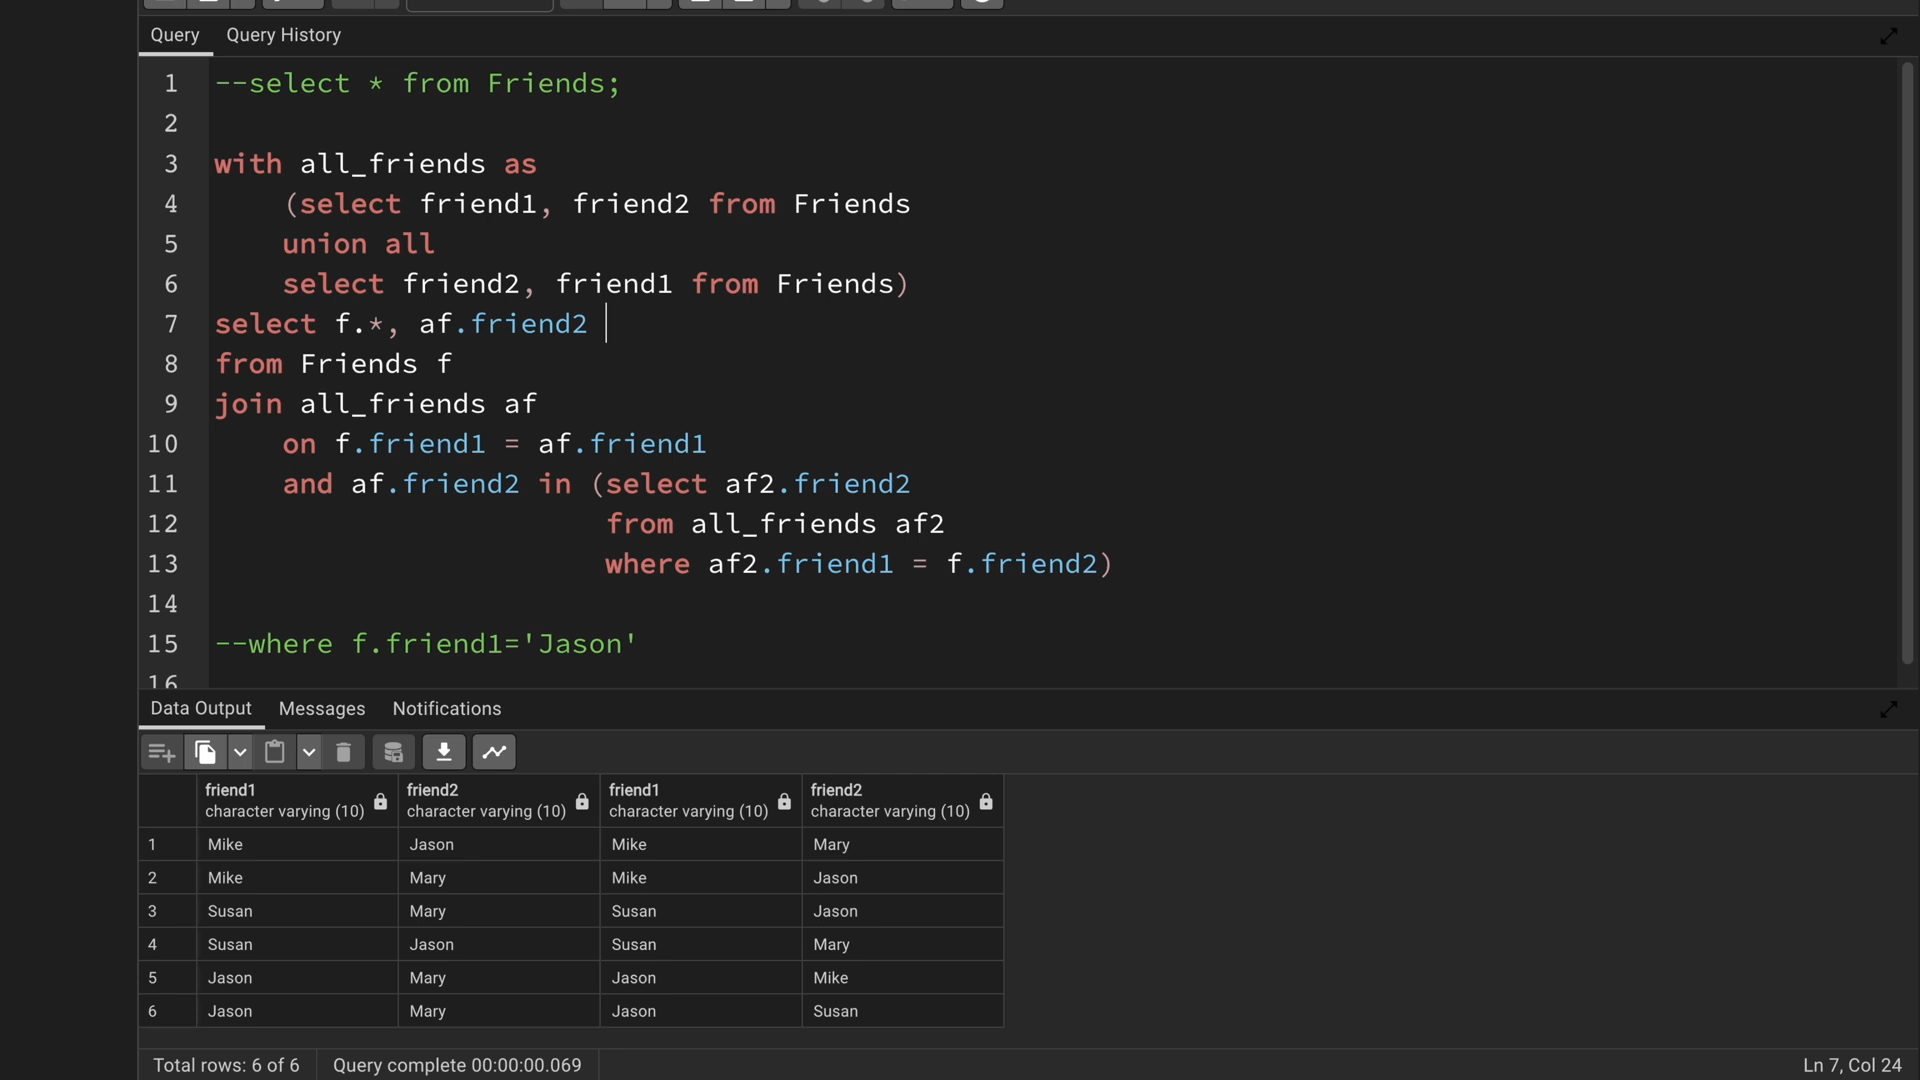 Query Query History
1 --select * from Friends;
2
3 with all_friends as
4 (select friend1, friend2 from Friends
5 union all
6 select friend2, friend1 from Friends)
7 select f.*, af.friend2
8 from Friends f
9 join all_friends af
10 on f.friend1 = af.friend1
11 and af.friend2 in (select af2.friend2
12 from all_friends af2
13 where af2.friend1 = f.friend2)
14
15 --where f.friend1='Jason'
16
Data Output Messages Notifications
friend1 friend2 friend1 friend2
character varying (10) character varying (10) character varying (10) character varying (10)
1 Mike Jason Mike Mary
2 Mike Mary Mike Jason
3 Susan Mary Susan Jason
4 Susan Jason Susan Mary
5 Jason Mary Jason Mike
6 Jason Mary Jason Susan
Total rows: 6 of 6 Query complete 00:00:00.069 Ln 7, Col 24